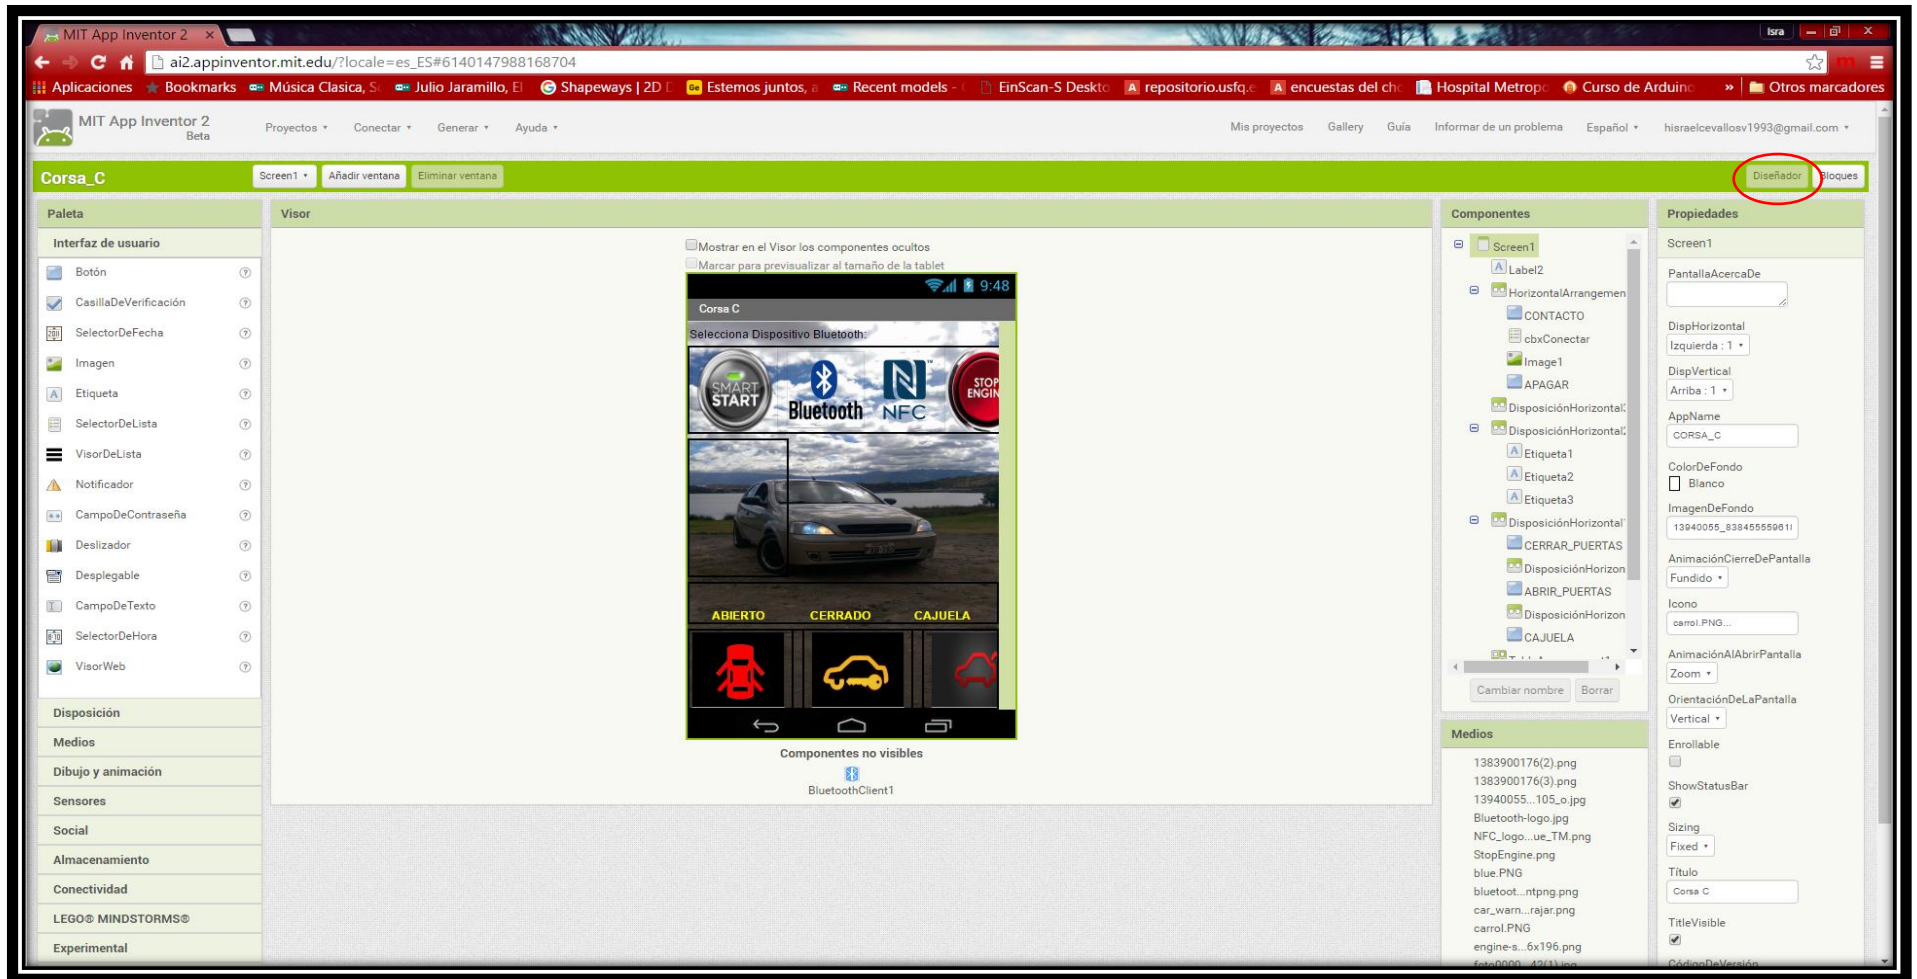 MIT App Inventor 2 ×
Isra
ai2.appinventor.mit.edu/?locale=es_ES#6140147988168704
Aplicaciones Bookmarks Música Clasica, S Julio Jaramillo, El Shapeways | 2D Estemos juntos, a Recent models - EinScan-S Deskto repositorio.usfq.e encuestas del ch Hospital Metrop Curso de Arduino » Otros marcadores
MIT App Inventor 2
Beta
Proyectos Conectar Generar Ayuda
Mis proyectos Gallery Guía Informar de un problema Español hisraelcevallosv1993@gmail.com
Corsa_C
Screen1 Añadir ventana Eliminar ventana
Diseñador Bloques
Paleta
Interfaz de usuario
Botón
CasillaDeVerificación
SelectorDeFecha
Imagen
Etiqueta
SelectorDeLista
VisorDeLista
Notificador
CampoDeContraseña
Deslizador
Desplegable
CampoDeTexto
SelectorDeHora
VisorWeb
Disposición
Medios
Dibujo y animación
Sensores
Social
Almacenamiento
Conectividad
LEGO® MINDSTORMS®
Experimental
Visor
Mostrar en el Visor los componentes ocultos
Marcar para previsualizar al tamaño de la tablet
9:48
Corsa C
Selecciona Dispositivo Bluetooth:
SMART
START
Bluetooth
NFC
STOP
ENGIN
ABIERTO CERRADO CAJUELA
Componentes no visibles
BluetoothClient1
Componentes
Screen1
Label2
HorizontalArrangemen
CONTACTO
cbxConectar
Image1
APAGAR
DisposiciónHorizontal
DisposiciónHorizontal
Etiqueta1
Etiqueta2
Etiqueta3
DisposiciónHorizontal
CERRAR_PUERTAS
DisposiciónHorizon
ABRIR_PUERTAS
DisposiciónHorizon
CAJUELA
Cambiar nombre Borrar
Medios
1383900176(2).png
1383900176(3).png
13940055...105_o.jpg
Bluetooth-logo.jpg
NFC_logo...ue_TM.png
StopEngine.png
blue.PNG
bluetoot...ntpng.png
car_warn...rajar.png
carrol.PNG
engine-s...6x196.png
foto0000...42(1).jpg
Propiedades
Screen1
PantallaAcercaDe
DispHorizontal
Izquierda : 1
DispVertical
Arriba : 1
AppName
CORSA_C
ColorDeFondo
Blanco
ImagenDeFondo
13940055_8384555596
AnimaciónCierreDePantalla
Fundido
Icono
carrol.PNG...
AnimaciónAlAbrirPantalla
Zoom
OrientaciónDeLaPantalla
Vertical
Enrollable
ShowStatusBar
Sizing
Fixed
Título
Corsa C
TitleVisible
CódigoDeVersión